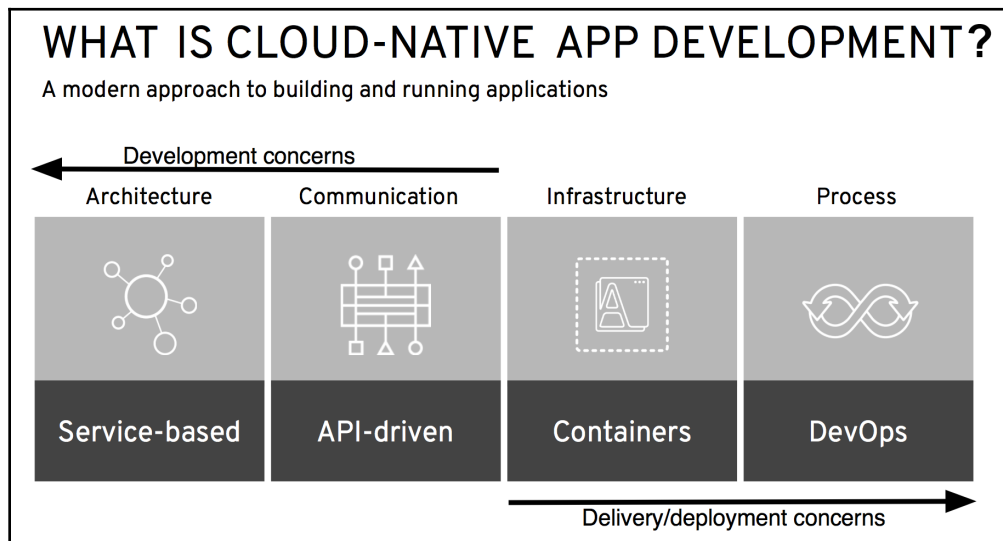 WHAT IS CLOUD-NATIVE APP DEVELOPMENT?
A modern approach to building and running applications
Development concerns
Architecture
Communication
Infrastructure
Process
A
Service-based
API-driven
Containers
DevOps
Delivery/deployment concerns